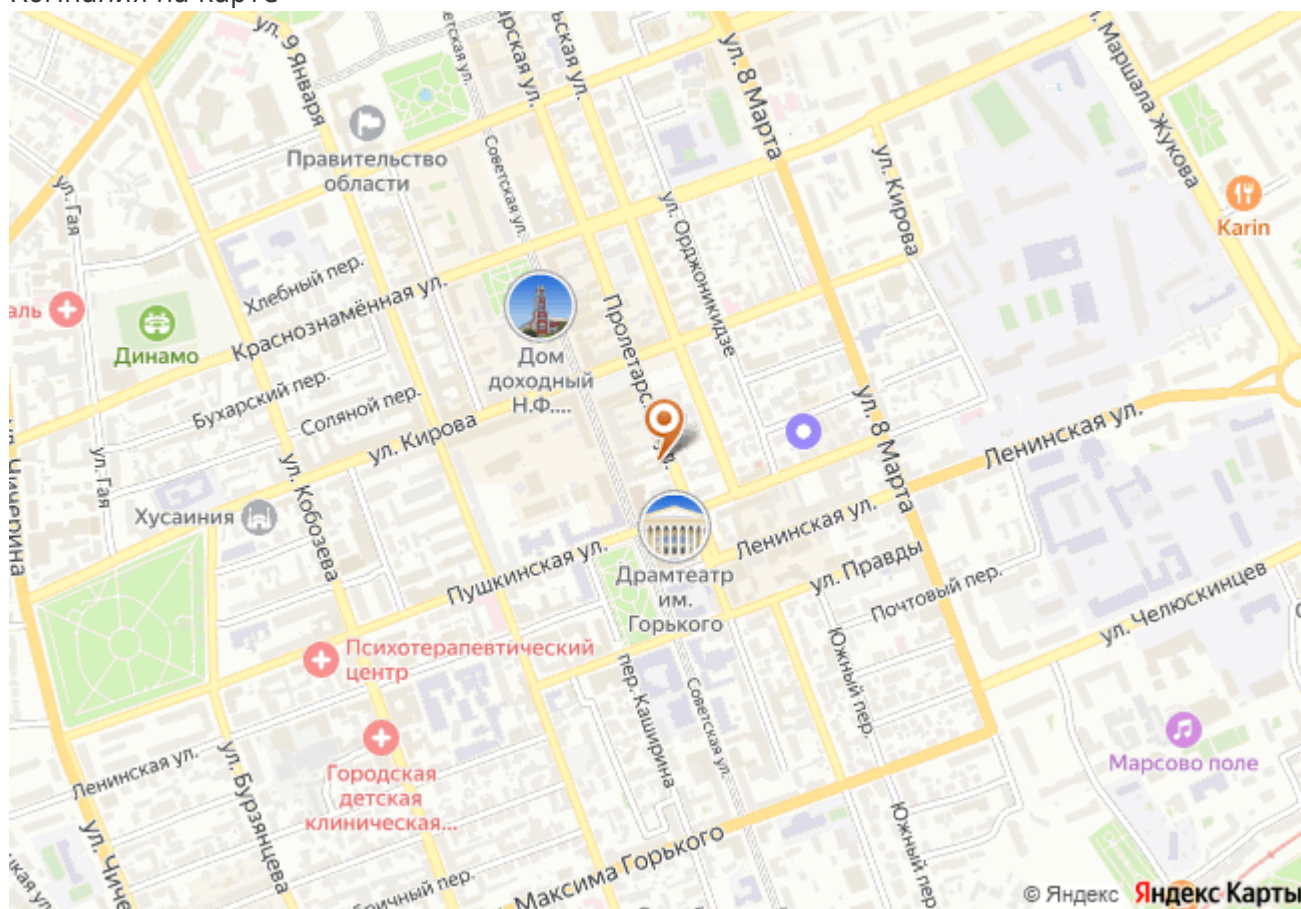 Компания на карте
ул. 9 Января
ул. 8 Марта
ул. Маршала Жукова
Правительство
области
Советская ул.
ул. Гая
ул. Орджоникидзе
ул. Кирова
Karin
Хлебный пер.
Краснознамённая ул.
Динамо
Дом
доходный
Н.Ф....
Бухарский пер.
Соляной пер.
ул. Кирова
ул. Гая
ул. Кобозева
Хусаиния
ул. 8 Марта
Ленинская ул.
Пушкинская ул.
Ленинская ул.
Драмтеатр
им.
Горького
ул. Правды
Почтовый пер.
ул. Челюскинцев
Психотерапевтический
центр
пер. Каширина
Советская ул.
Южный пер.
Марсово поле
Ленинская ул.
ул. Бурзянцева
Городская
детская
клиническая...
Максима Горького
Южный пер
© Яндекс Яндекс Карты